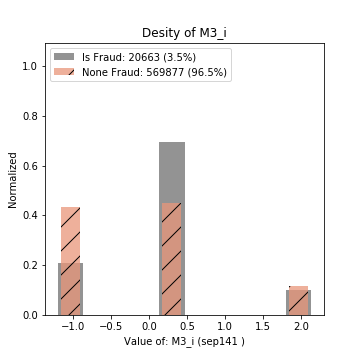 Desity of M3_i
Is Fraud: 20663 (3.5%)
None Fraud: 569877 (96.5%)
Normalized
1.0
0.8
0.6
0.4
0.2
0.0
−1.0 −0.5 0.0 0.5 1.0 1.5 2.0
Value of: M3_i (sep141 )